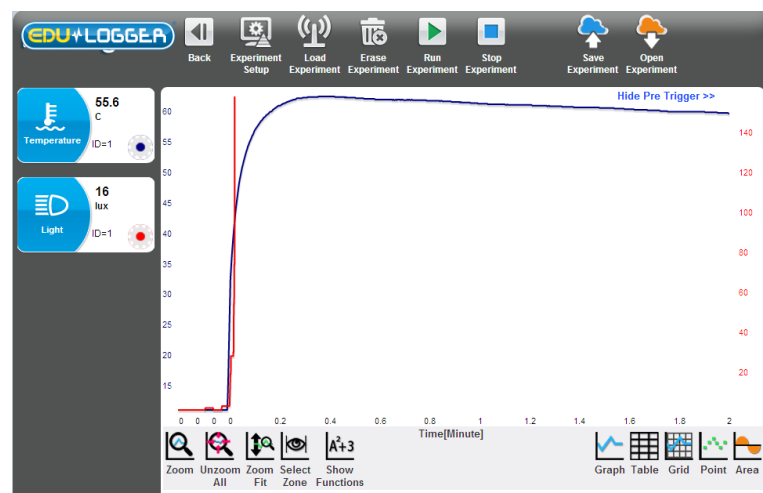 EDU LOGGER
Back
Experiment Setup
Load Experiment
Erase Experiment
Run Experiment
Stop Experiment
Save Experiment
Open Experiment
55.6
C
Temperature
ID=1
16
lux
Light
ID=1
Hide Pre Trigger >>
60
55
50
45
40
35
30
25
20
15
140
120
100
80
60
40
20
0 0 0 0 0.2 0.4 0.6 0.8 1 1.2 1.4 1.6 1.8 2
Time[Minute]
A²+3
Zoom
Unzoom All
Zoom Fit
Select Zone
Show Functions
Graph
Table
Grid
Point
Area